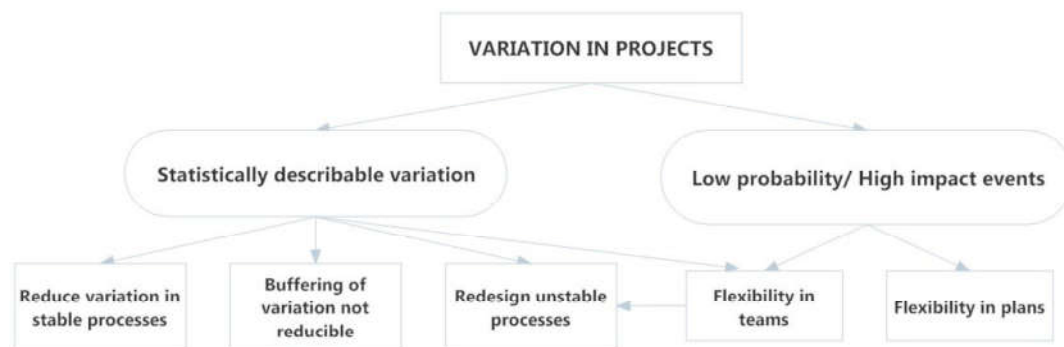 VARIATION IN PROJECTS
Statistically describable variation
Low probability/ High impact events
Reduce variation in
stable processes
Buffering of
variation not
reducible
Redesign unstable
processes
Flexibility in
teams
Flexibility in plans